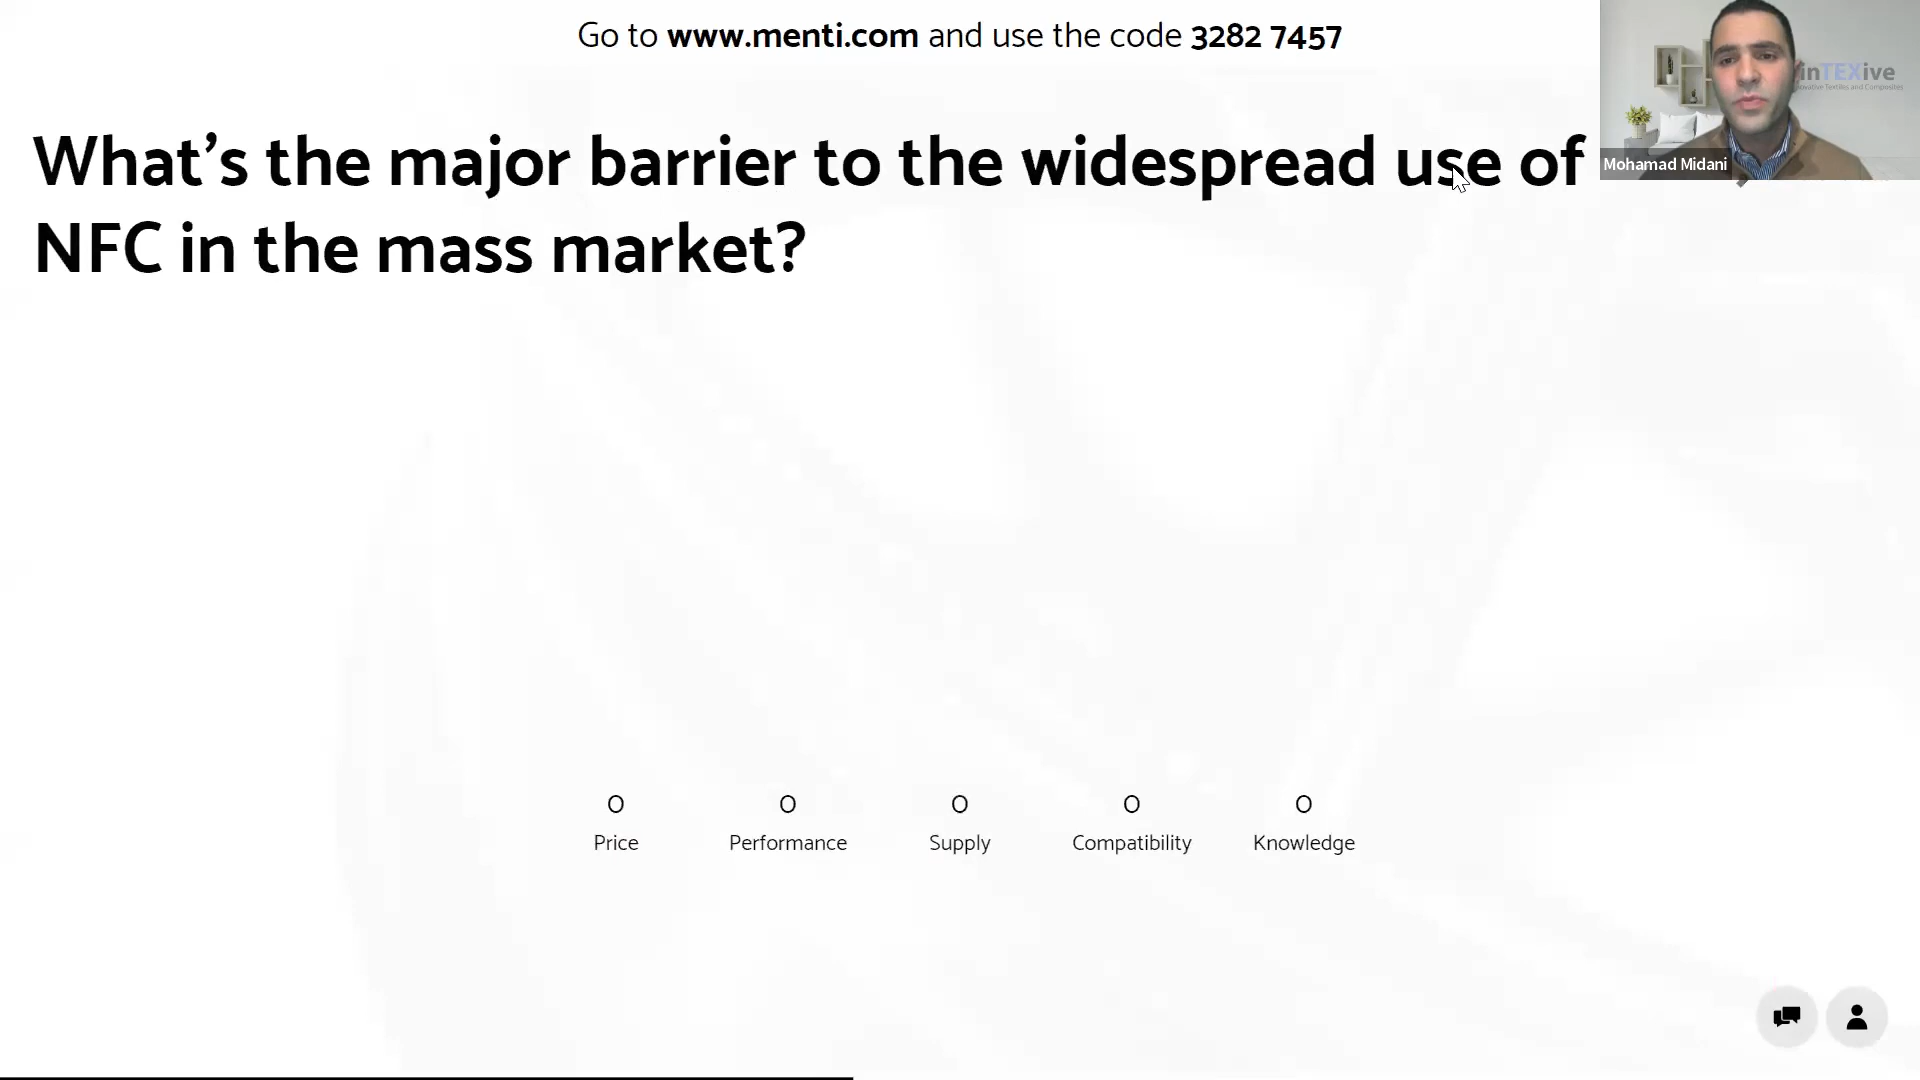 Go to www.menti.com and use the code 3282 7457
What's the major barrier to the widespread use of
NFC in the mass market?
inTEXive
Mohamad Midani
0 0 0 0 0
Price Performance Supply Compatibility Knowledge